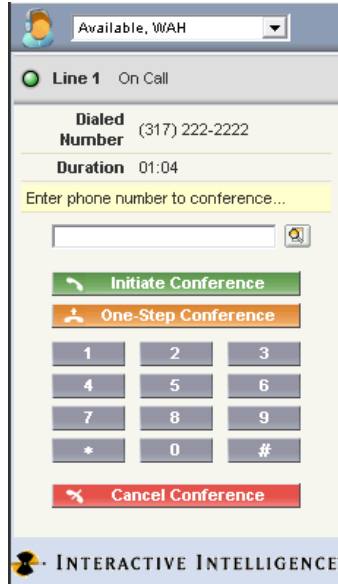 Available, WAH
Line 1 On Call
Dialed
Number (317) 222-2222
Duration 01:04
Enter phone number to conference...
Initiate Conference
One-Step Conference
1 2 3
4 5 6
7 8 9
* 0 #
Cancel Conference
INTERACTIVE INTELLIGENCE